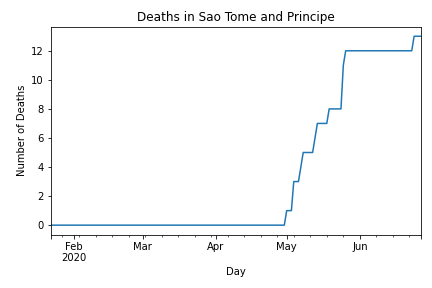 Deaths in Sao Tome and Principe
Number of Deaths
12
10
8
6
4
2
0
Feb
2020
Mar
Apr
May
Jun
Day